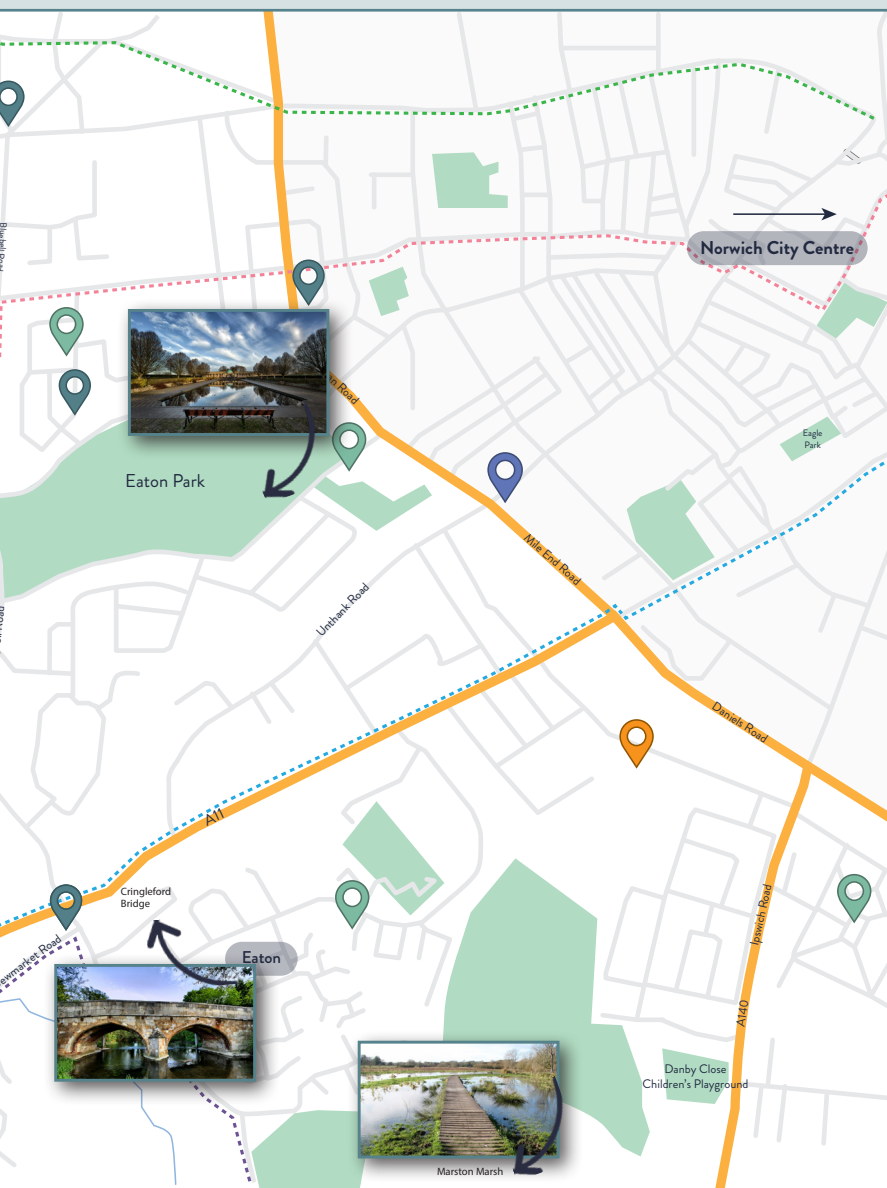 Norwich City Centre
Road
Eagle
Park
Eaton Park
Mile End Road
Unthank Road
Daniels Road
A11
Cringleford
Bridge
Ipswich Road
Eaton
A140
Danby Close
Children's Playground
Marston Marsh